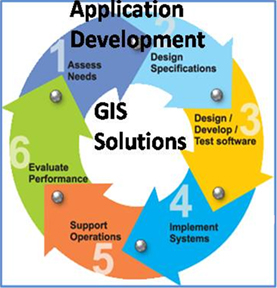 Application
Development
1
Assess
Needs
2
Design
Specifications
GIS
Solutions
3
Design /
Develop /
Test software
4
Implement
Systems
5
Support
Operations
6
Evaluate
Performance